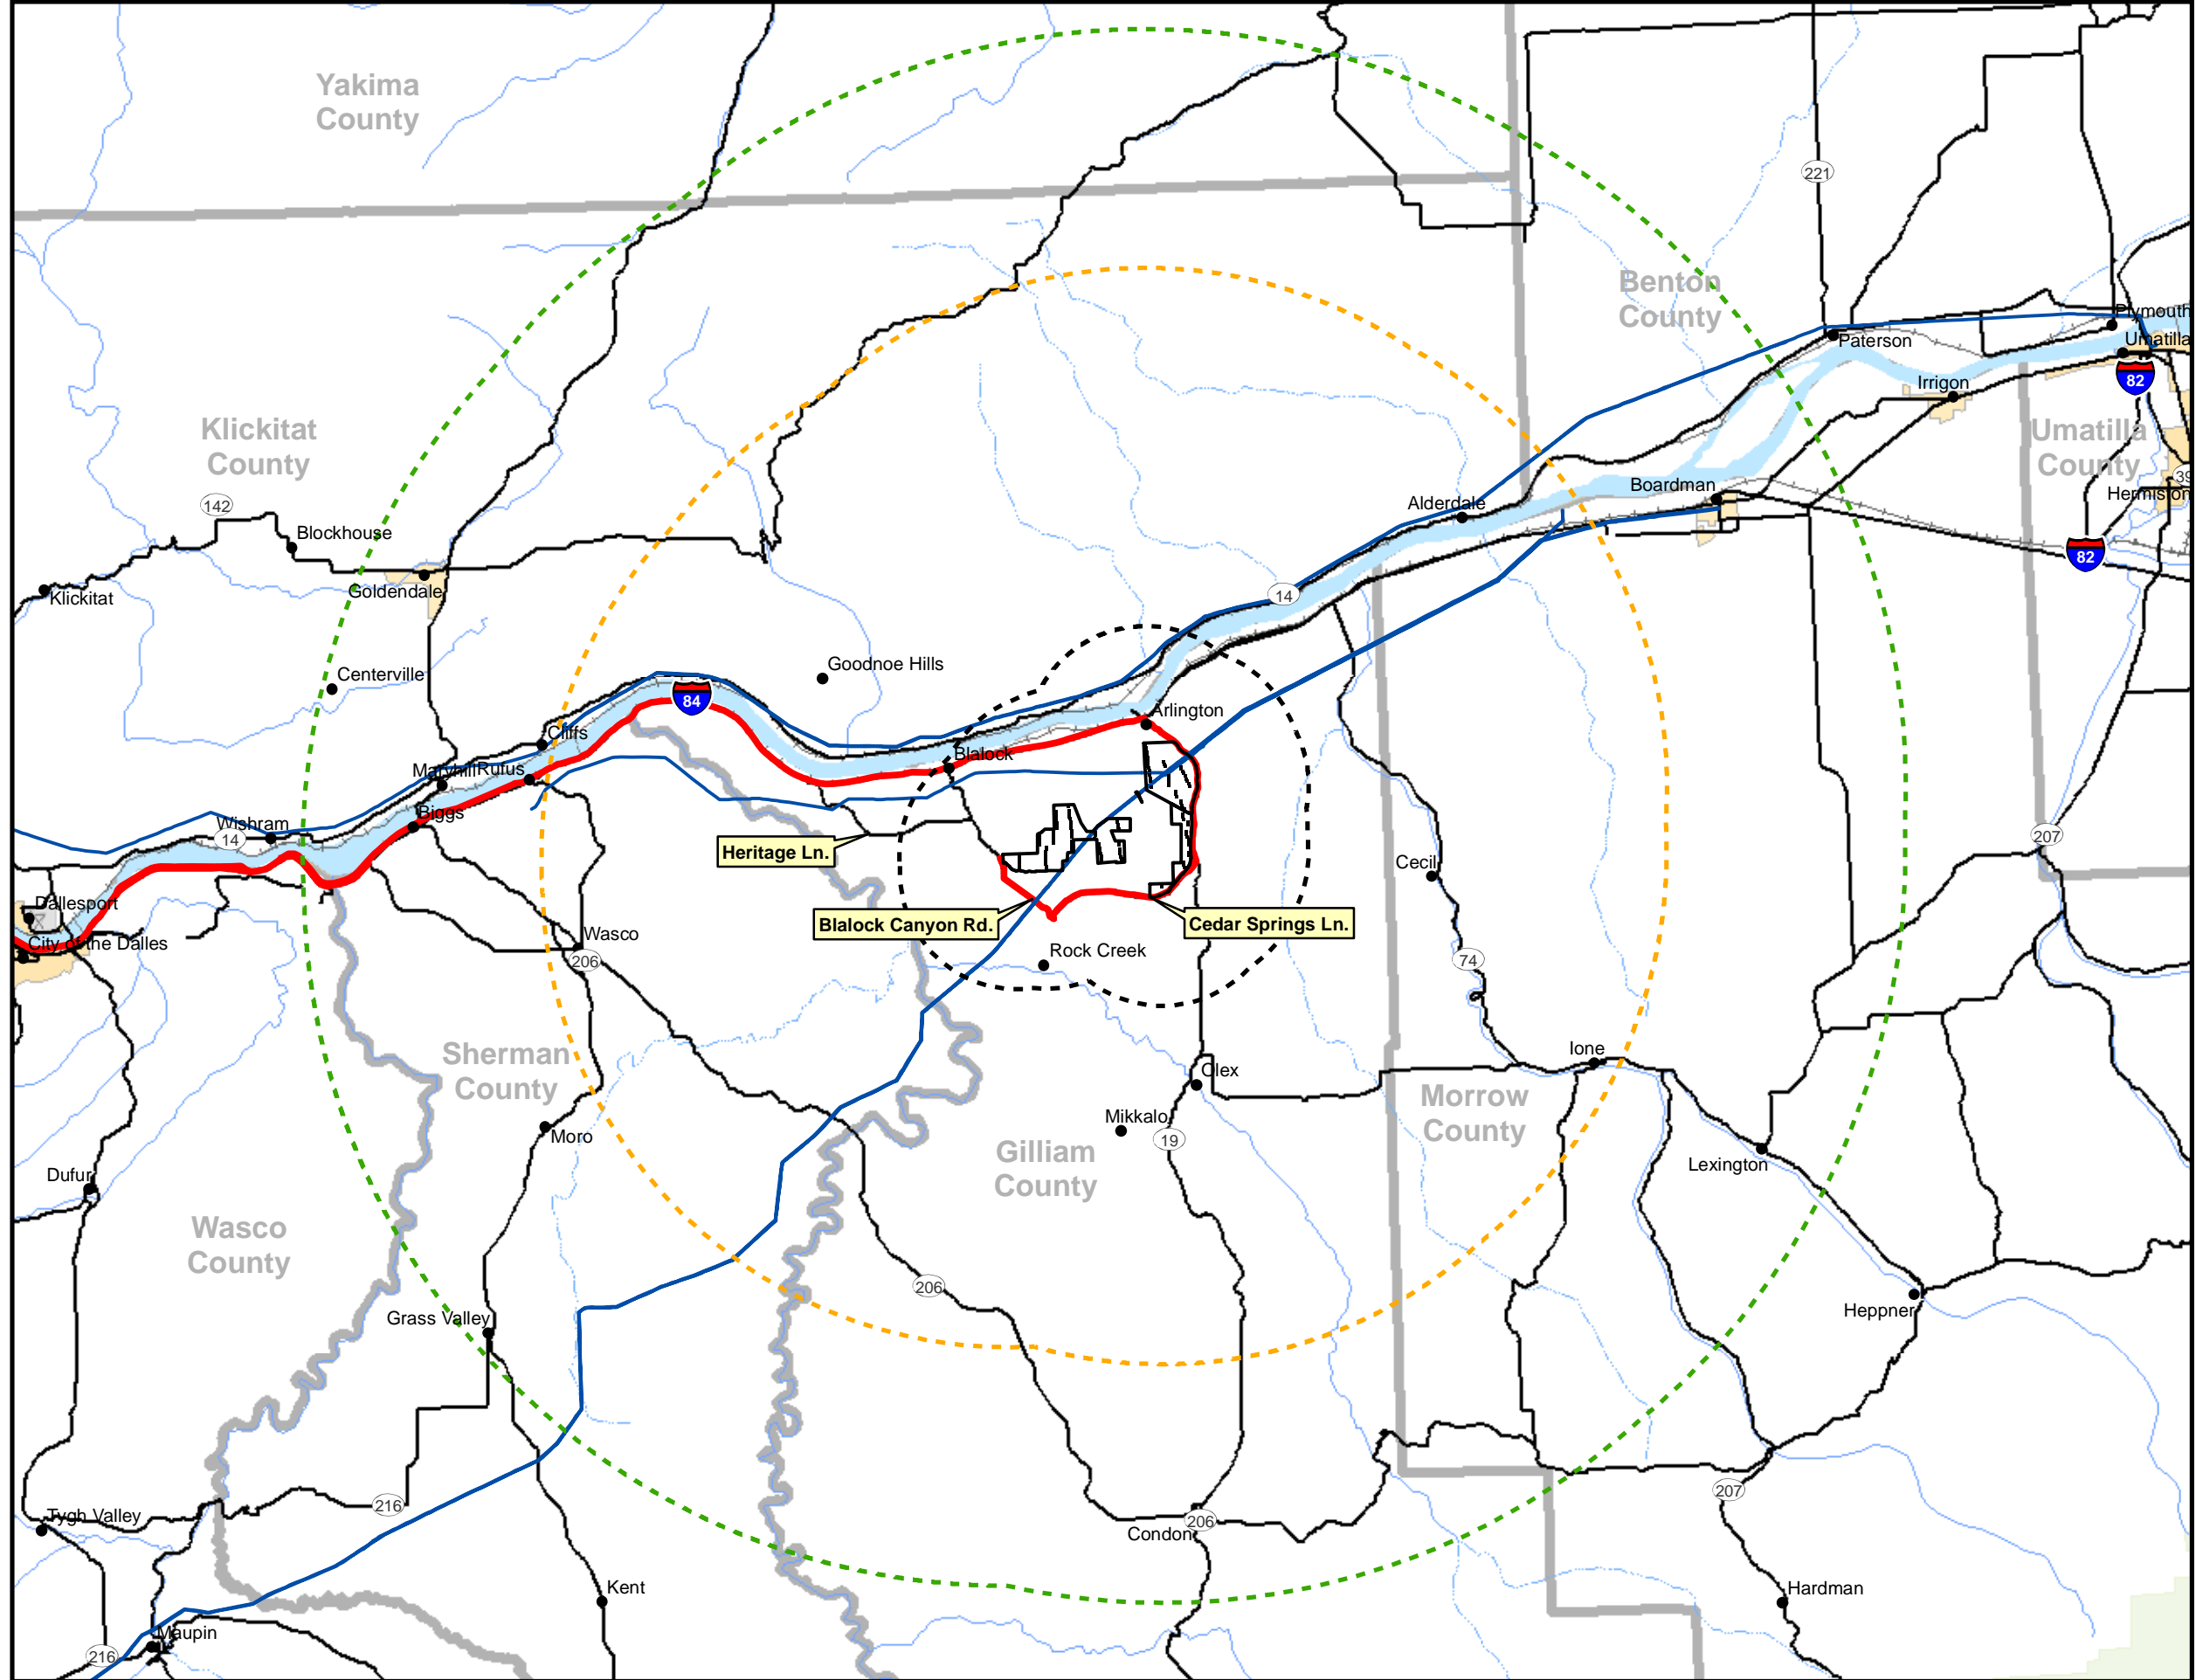 Yakima
County
221
Benton
County
Plymouth
Paterson
Umatilla
82
Irrigon
Klickitat
County
Umatilla
County
142
Blockhouse
Boardman
Alderdale
39
Hermiston
82
Goldendale
Klickitat
14
Goodnoe Hills
Centerville
84
Arlington
Cliffs
Blalock
Maryhill
Rufus
Biggs
Wishram
14
207
Heritage Ln.
Cecil
Dallesport
Blalock Canyon Rd.
Cedar Springs Ln.
City of the Dalles
Wasco
206
Rock Creek
74
Sherman
County
Ione
Olex
Morrow
County
Mikkalo
19
Moro
Gilliam
County
Lexington
Dufur
Wasco
County
206
Grass Valley
Heppner
216
207
Tygh Valley
206
Condon
Kent
Hardman
Maupin
216